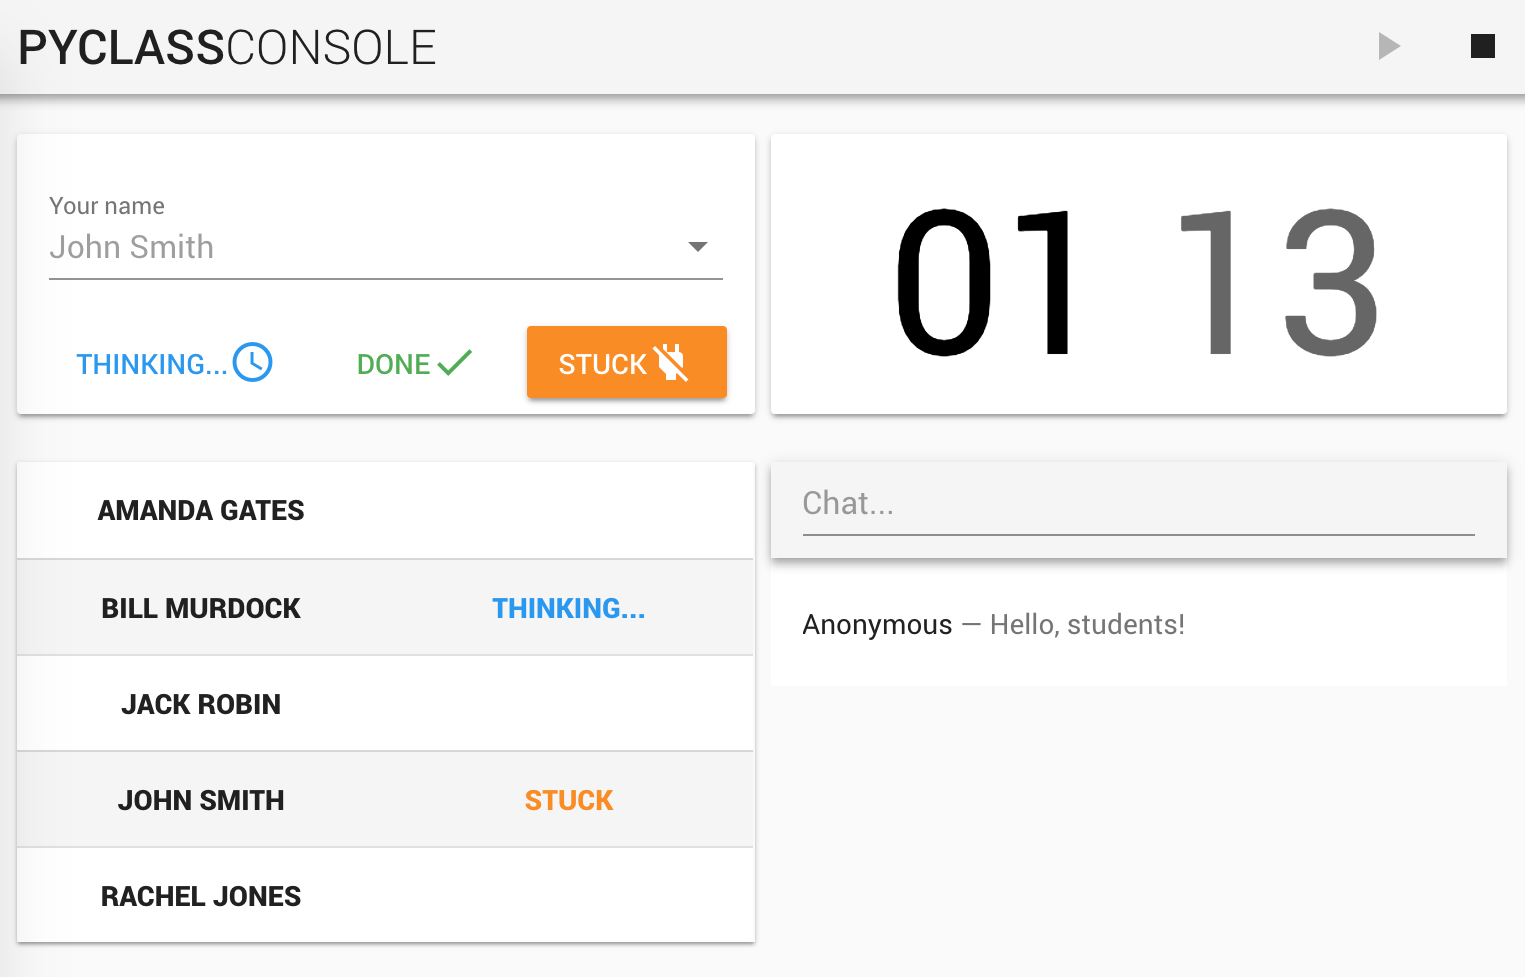 PYCLASSCONSOLE
Your name
John Smith
THINKING... DONE STUCK
01 13
AMANDA GATES
BILL MURDOCK THINKING...
JACK ROBIN
JOHN SMITH STUCK
RACHEL JONES
Chat...
Anonymous — Hello, students!